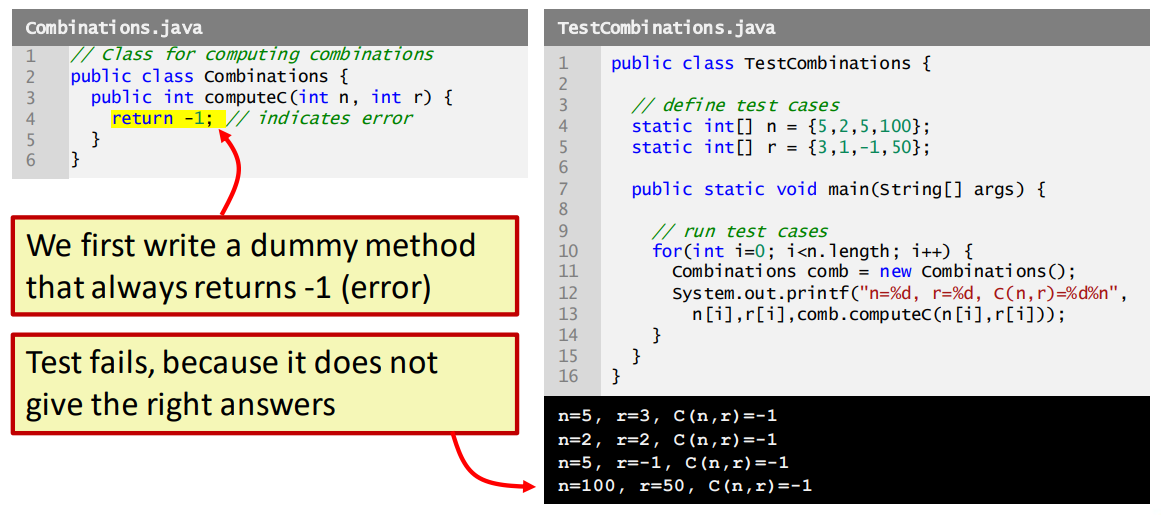 Combinations.java
1 // Class for computing combinations
2 public class Combinations {
3 public int computeC(int n, int r) {
4 return -1; // indicates error
5 }
6 }
We first write a dummy method
that always returns -1 (error)
Test fails, because it does not
give the right answers
TestCombinations.java
1 public class TestCombinations {
2
3 // define test cases
4 static int[] n = {5,2,5,100};
5 static int[] r = {3,1,-1,50};
6
7 public static void main(String[] args) {
8
9 // run test cases
10 for(int i=0; i<n.length; i++) {
11 Combinations comb = new Combinations();
12 System.out.printf("n=%d, r=%d, C(n,r)=%d%n",
13 n[i],r[i],comb.computeC(n[i],r[i]));
14 }
15 }
16 }
n=5, r=3, C(n,r)=-1
n=2, r=2, C(n,r)=-1
n=5, r=-1, C(n,r)=-1
n=100, r=50, C(n,r)=-1